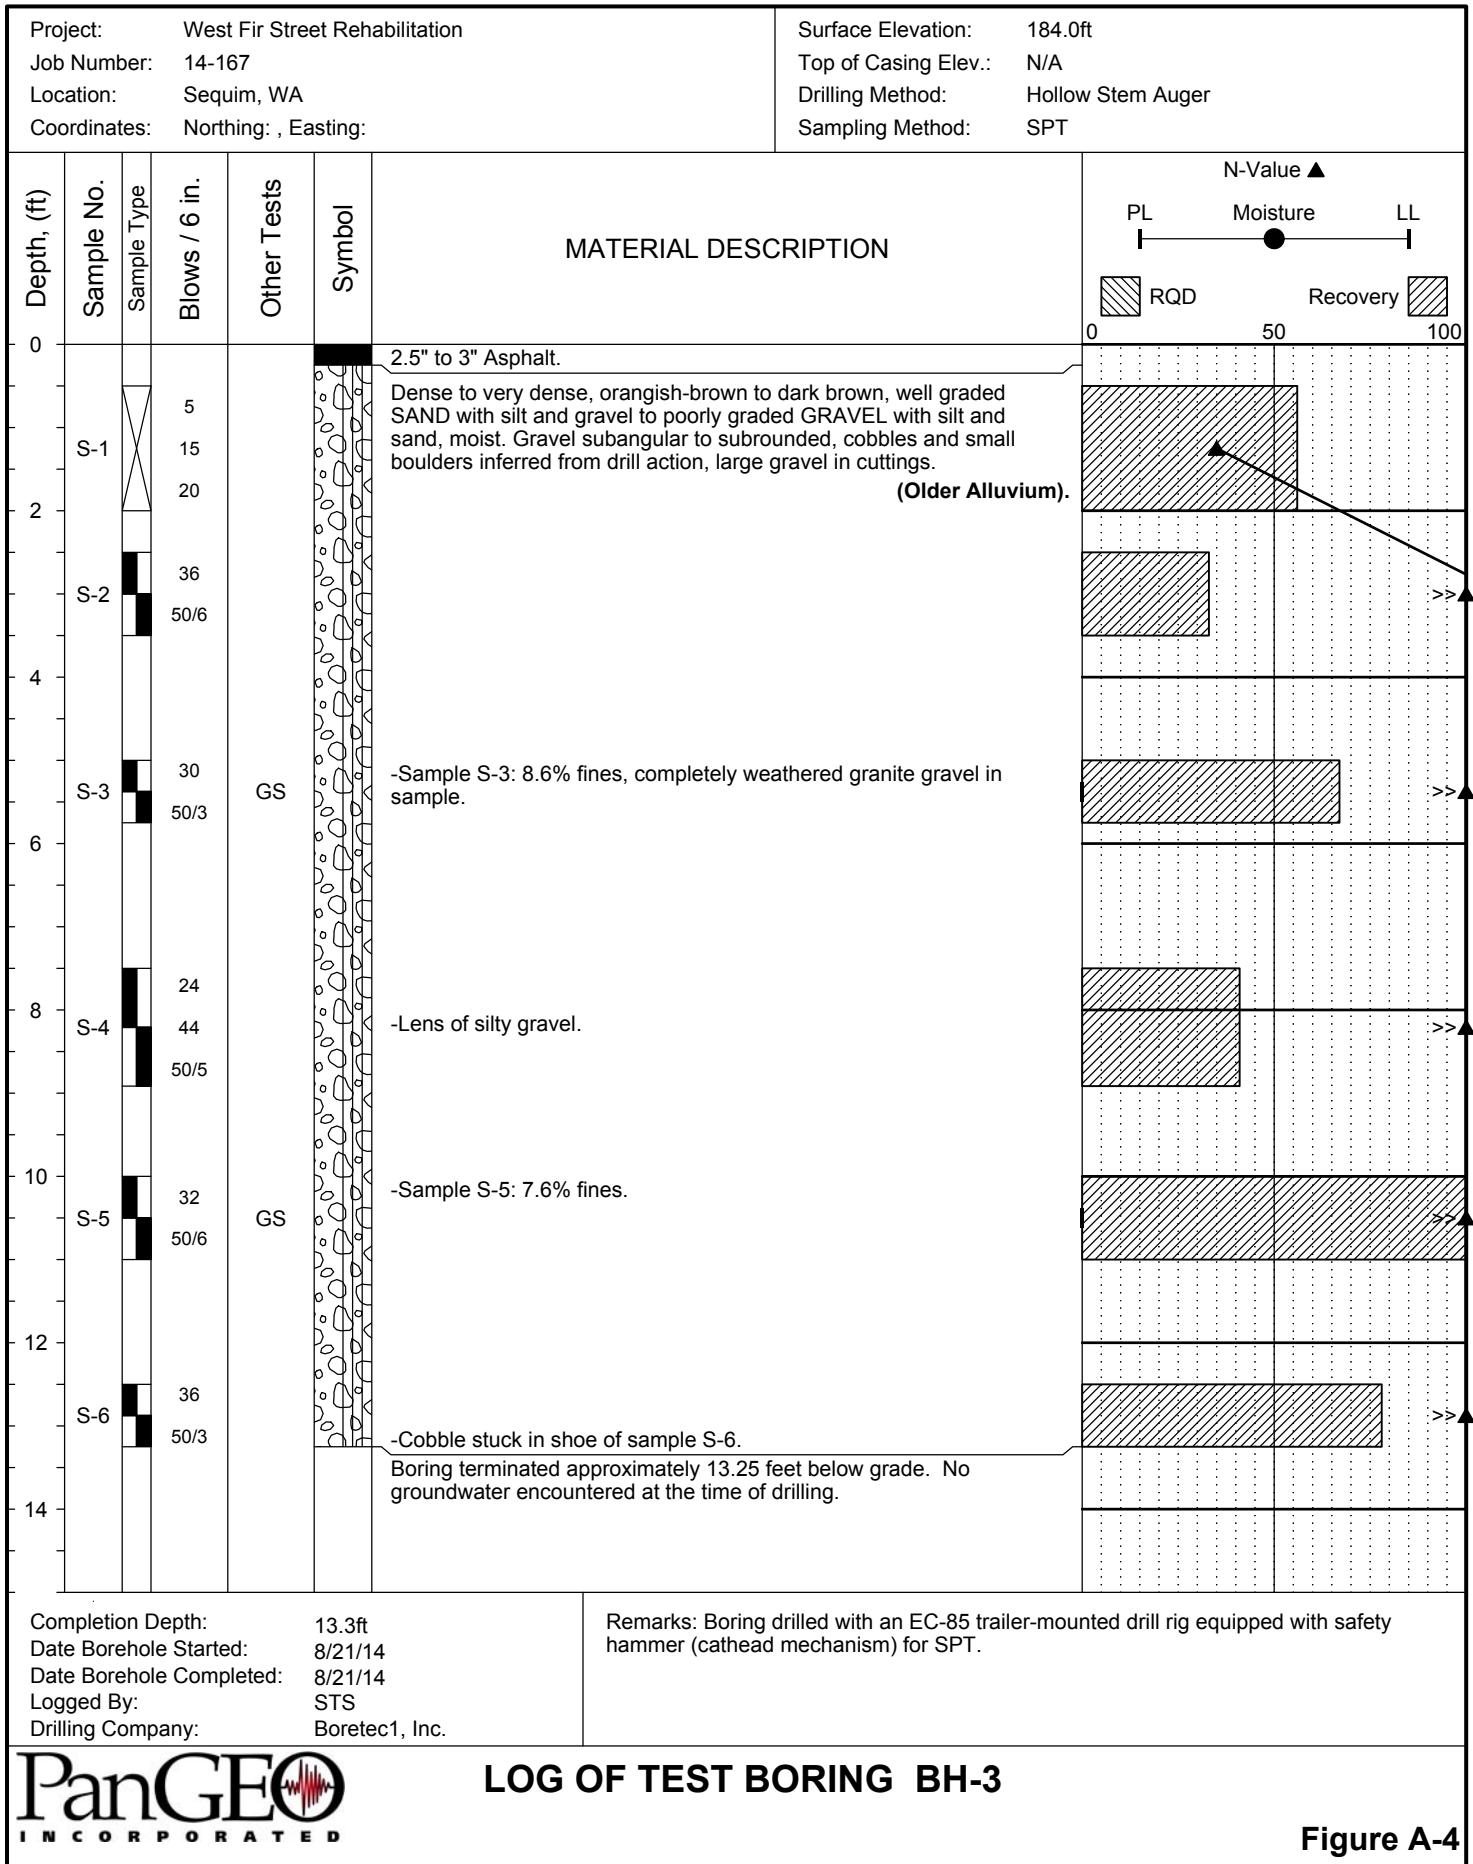 Project: West Fir Street Rehabilitation
Job Number: 14-167
Location: Sequim, WA
Coordinates: Northing: , Easting:
Surface Elevation: 184.0ft
Top of Casing Elev.: N/A
Drilling Method: Hollow Stem Auger
Sampling Method: SPT
Depth, (ft)
Sample No.
Sample Type
Blows / 6 in.
Other Tests
Symbol
MATERIAL DESCRIPTION
N-Value ▲
PL Moisture LL
RQD Recovery
0 50 100
0
2.5" to 3" Asphalt.
Dense to very dense, orangish-brown to dark brown, well graded
SAND with silt and gravel to poorly graded GRAVEL with silt and
sand, moist. Gravel subangular to subrounded, cobbles and small
boulders inferred from drill action, large gravel in cuttings.
(Older Alluvium).
S-1
5
15
20
2
S-2
36
50/6
>>
4
S-3
30
50/3
GS
-Sample S-3: 8.6% fines, completely weathered granite gravel in
sample.
>>
6
8
S-4
24
44
50/5
-Lens of silty gravel.
>>
10
S-5
32
50/6
GS
-Sample S-5: 7.6% fines.
>>
12
S-6
36
50/3
>>
-Cobble stuck in shoe of sample S-6.
Boring terminated approximately 13.25 feet below grade. No
groundwater encountered at the time of drilling.
14
Completion Depth: 13.3ft
Date Borehole Started: 8/21/14
Date Borehole Completed: 8/21/14
Logged By: STS
Drilling Company: Boretec1, Inc.
Remarks: Boring drilled with an EC-85 trailer-mounted drill rig equipped with safety
hammer (cathead mechanism) for SPT.
PanGEO
INCORPORATED
LOG OF TEST BORING BH-3
Figure A-4